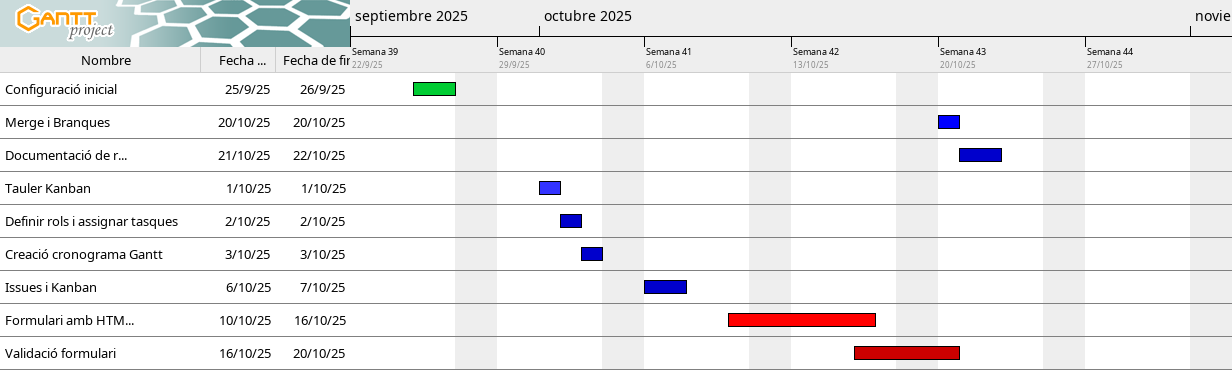 GANTT project
septiembre 2025 octubre 2025 novie
Semana 39 Semana 40 Semana 41 Semana 42 Semana 43 Semana 44
Nombre Fecha ... Fecha de fir 22/9/25 29/9/25 6/10/25 13/10/25 20/10/25 27/10/25
Configuració inicial 25/9/25 26/9/25
Merge i Branques 20/10/25 20/10/25
Documentació de r... 21/10/25 22/10/25
Tauler Kanban 1/10/25 1/10/25
Definir rols i assignar tasques 2/10/25 2/10/25
Creació cronograma Gantt 3/10/25 3/10/25
Issues i Kanban 6/10/25 7/10/25
Formulari amb HTM... 10/10/25 16/10/25
Validació formulari 16/10/25 20/10/25